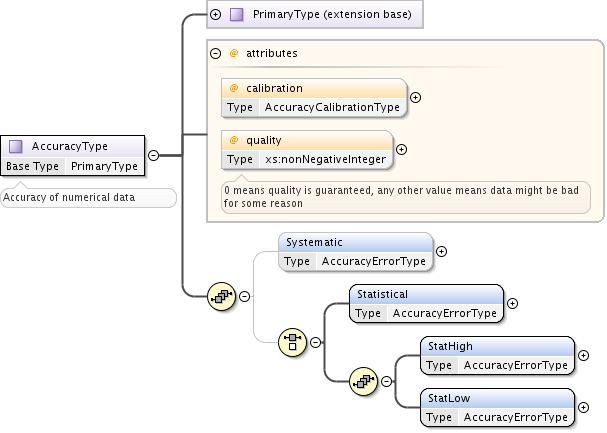 PrimaryType (extension base)
@ attributes
@ calibration
Type AccuracyCalibrationType
@ quality
Type xs:nonNegativeInteger
0 means quality is guaranteed, any other value means data might be bad
for some reason
AccuracyType
Base Type PrimaryType
Accuracy of numerical data
Systematic
Type AccuracyErrorType
Statistical
Type AccuracyErrorType
StatHigh
Type AccuracyErrorType
StatLow
Type AccuracyErrorType